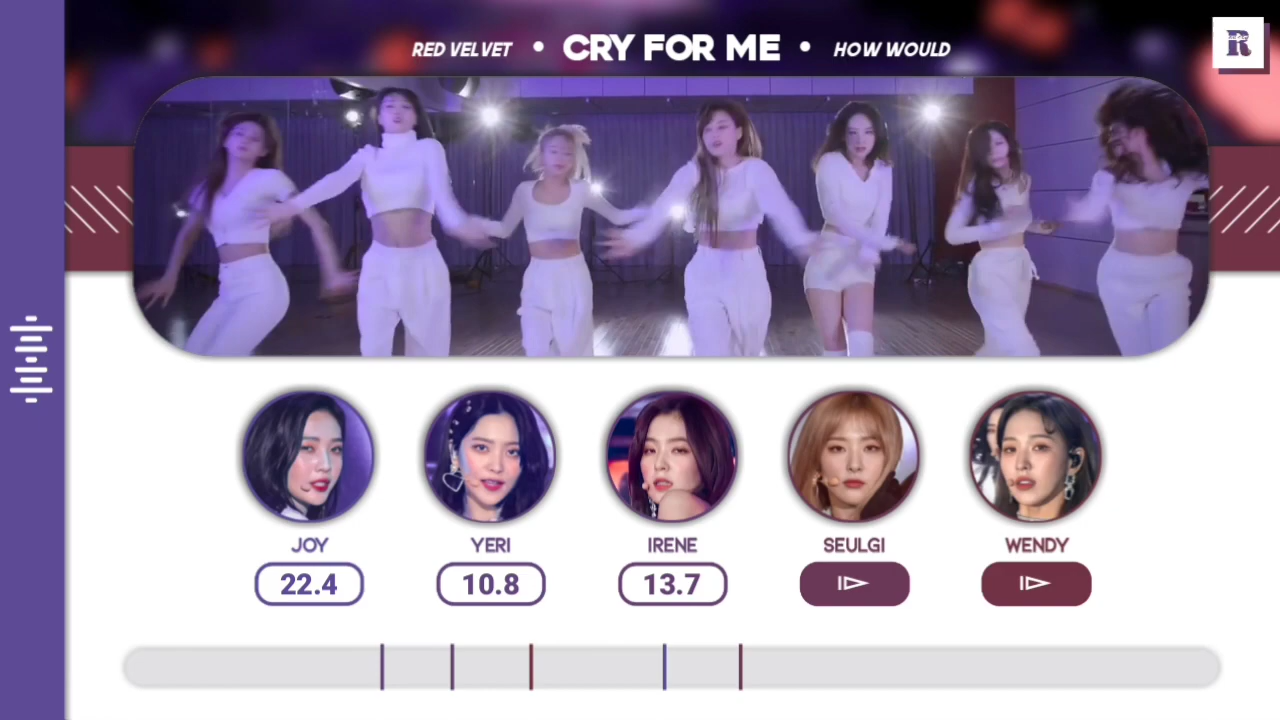 RED VELVET • CRY FOR ME • HOW WOULD
R
JOY YERI IRENE SEULGI WENDY
22.4 10.8 13.7